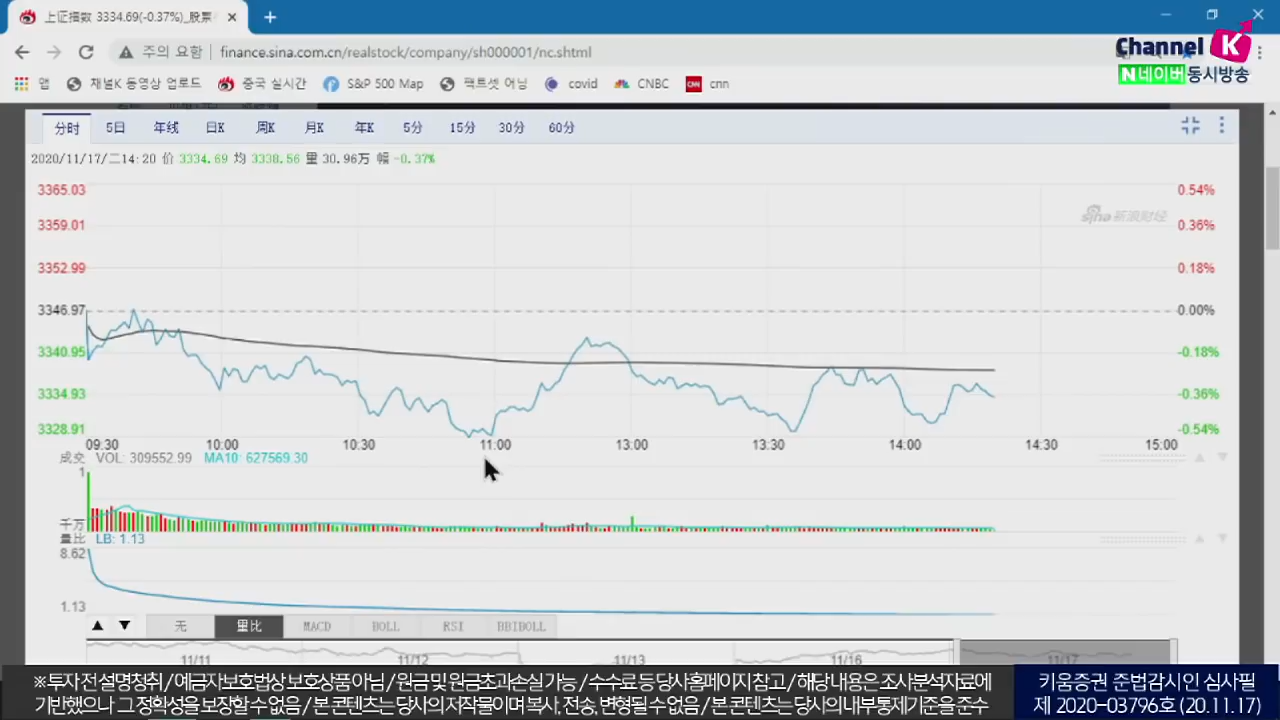 上证指数 3334.69(-0.37%)_股票
주의 요함
finance.sina.com.cn/realstock/company/sh000001/nc.shtml
Channel K
N네이버동시방송
앱
채널K 동영상 업로드
중국 실시간
S&P 500 Map
팩트셋 어닝
covid
CNBC
cnn
分时 5日 年线 日K 周K 月K 年K 5分 15分 30分 60分
2020/11/17/二14:20 价 3334.69 均 3338.56 量 30.96万 幅 -0.37%
3365.03 0.54%
sina 新浪财经
3359.01 0.36%
3352.99 0.18%
3346.97 0.00%
3340.95 -0.18%
3334.93 -0.36%
3328.91 -0.54%
09:30 10:00 10:30 11:00 13:00 13:30 14:00 14:30 15:00
成交 VOL: 309552.99 MA10: 627569.30
1
千万
量比 LB: 1.13
8.62
1.13
▲ ▼ 无 量比 MACD BOLL RSI BBIBOLL
11/11 11/12 11/13 11/16 11/17
※ 투자 전 설명청취 / 예금자보호법상 보호상품 아님 / 원금 및 원금초과손실 가능 / 수수료 등 당사홈페이지 참고 / 해당 내용은 조사분석자료에
기반했으나 그 정확성을 보장할 수 없음 / 본 콘텐츠는 당사의 저작물이며 복사, 전송, 변형될 수 없음 / 본 콘텐츠는 당사의 내부통제기준을 준수
키움증권 준법감시인 심사필
제 2020-03796호 (20.11.17)